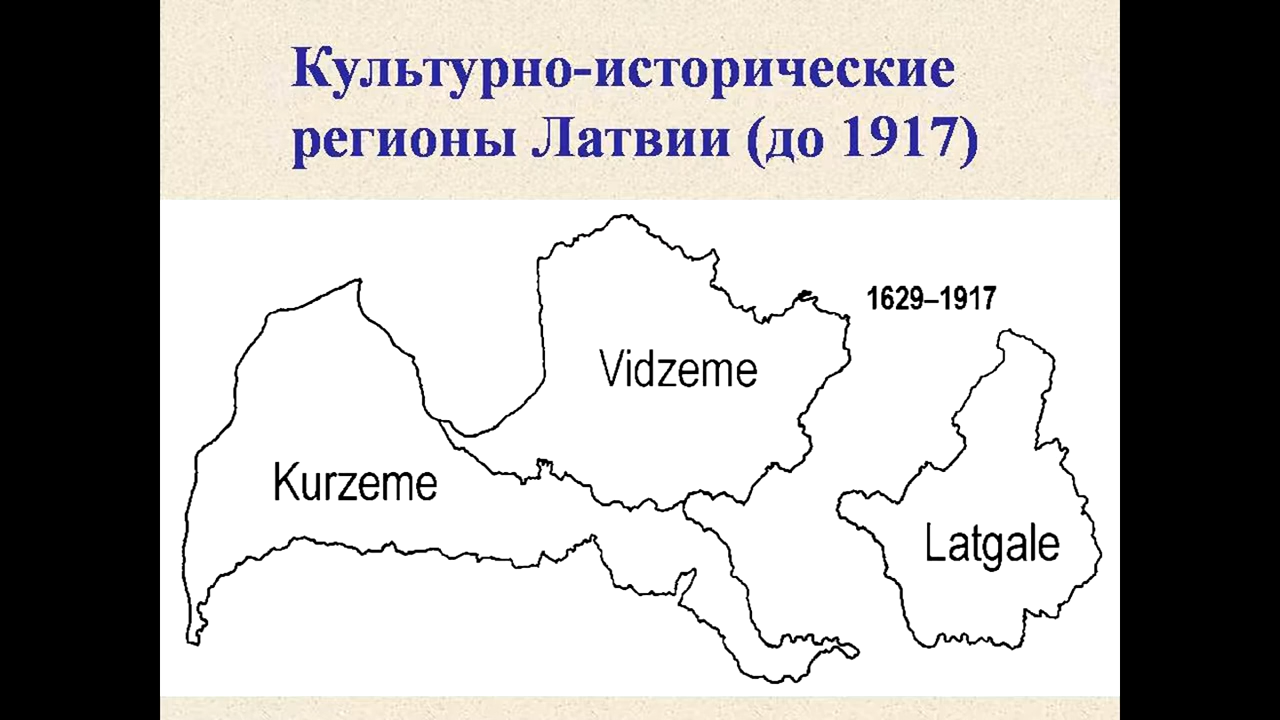 Культурно-исторические
регионы Латвии (до 1917)
1629–1917
Vidzeme
Kurzeme
Latgale